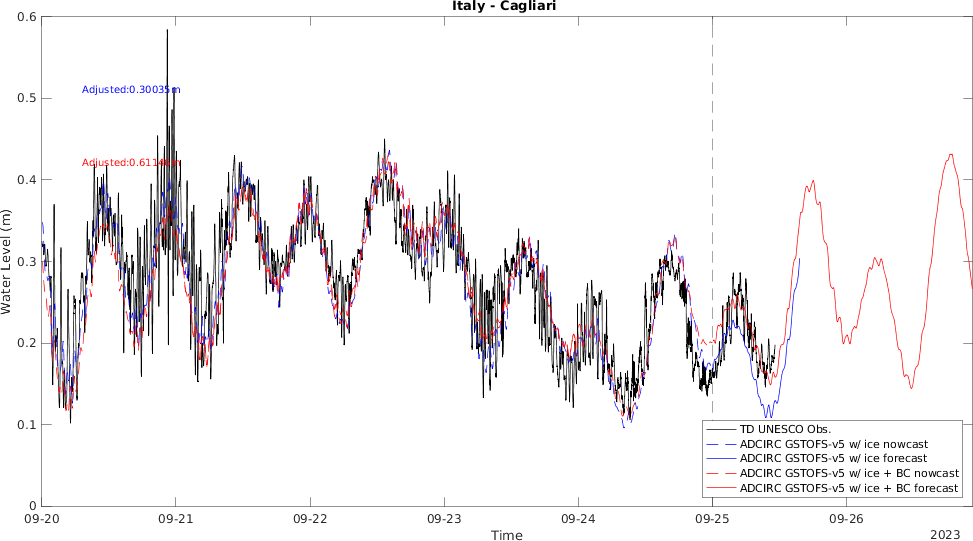 Italy - Cagliari
0.6
0.5
0.4
0.3
0.2
0.1
0
Water Level (m)
Adjusted:0.30035m
09-20
09-21
09-22
09-23
09-24
09-25
09-26
Time
2023
TD UNESCO Obs.
ADCIRC GSTOFS-v5 w/ ice nowcast
ADCIRC GSTOFS-v5 w/ ice forecast
ADCIRC GSTOFS-v5 w/ ice + BC nowcast
ADCIRC GSTOFS-v5 w/ ice + BC forecast